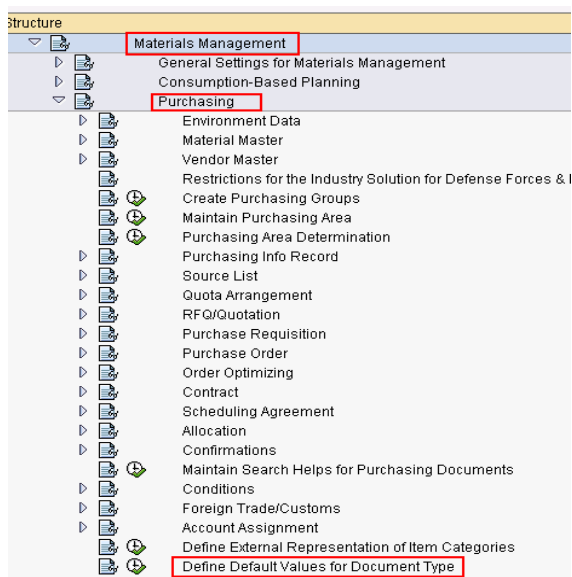 Structure
Materials Management
General Settings for Materials Management
Consumption-Based Planning
Purchasing
Environment Data
Material Master
Vendor Master
Restrictions for the Industry Solution for Defense Forces &
Create Purchasing Groups
Maintain Purchasing Area
Purchasing Area Determination
Purchasing Info Record
Source List
Quota Arrangement
RFQ/Quotation
Purchase Requisition
Purchase Order
Order Optimizing
Contract
Scheduling Agreement
Allocation
Confirmations
Maintain Search Helps for Purchasing Documents
Conditions
Foreign Trade/Customs
Account Assignment
Define External Representation of Item Categories
Define Default Values for Document Type